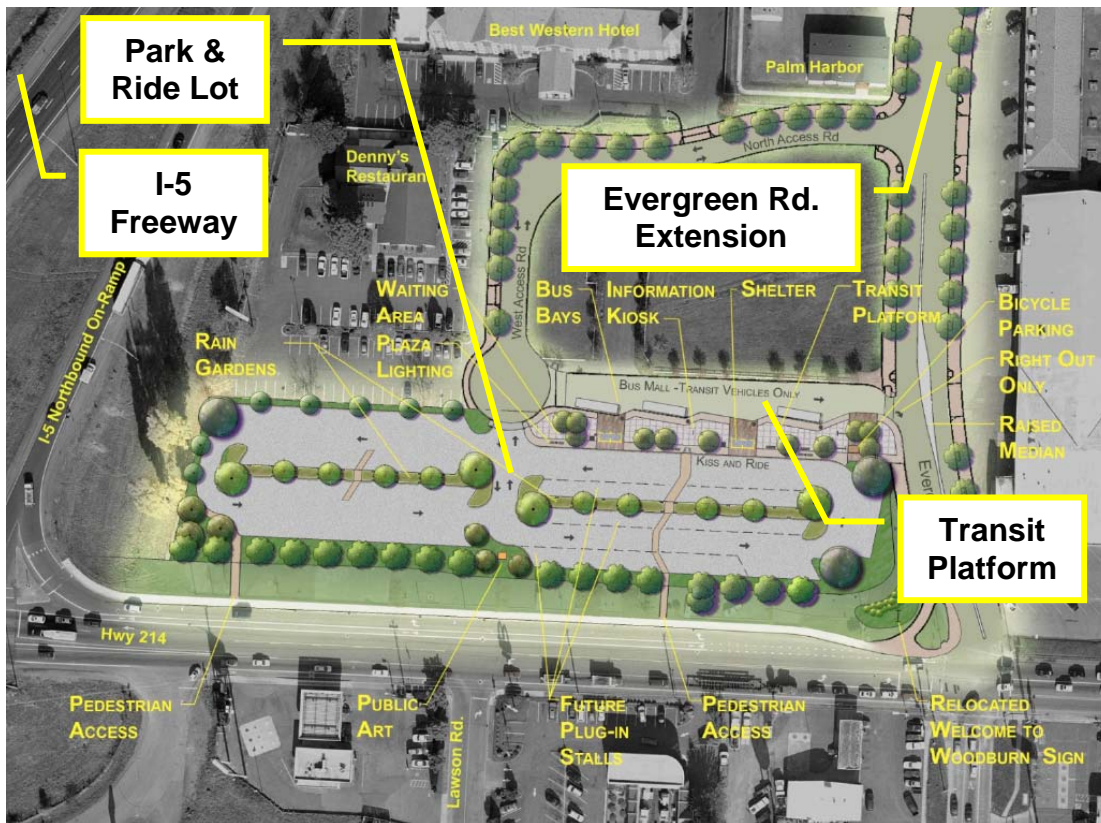 Best Western Hotel
Park &
Ride Lot
Palm Harbor
North Access Rd
Denny's
Restaurant
I-5
Freeway
Evergreen Rd.
Extension
West Access Rd
I-5 Northbound On-Ramp
WAITING
AREA
BUS
BAYS
INFORMATION
KIOSK
SHELTER
TRANSIT
PLATFORM
BICYCLE
PARKING
RAIN
GARDENS
PLAZA
LIGHTING
RIGHT OUT
ONLY
BUS MALL -TRANSIT VEHICLES ONLY
RAISED
MEDIAN
KISS AND RIDE
Transit
Platform
Hwy 214
PEDESTRIAN
ACCESS
PUBLIC
ART
Lawson Rd.
FUTURE
PLUG-IN
STALLS
PEDESTRIAN
ACCESS
RELOCATED
WELCOME TO
WOODBURN SIGN